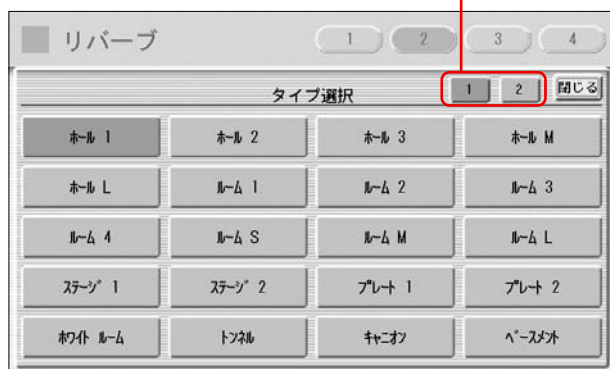 リバーブ 1 2 3 4
タイプ選択 1 2 閉じる
ホール 1 ホール 2 ホール 3 ホール M
ホール L ルーム 1 ルーム 2 ルーム 3
ルーム 4 ルーム S ルーム M ルーム L
ステージ 1 ステージ 2 プレート 1 プレート 2
ホワイト ルーム トンネル キャニオン ベースメント